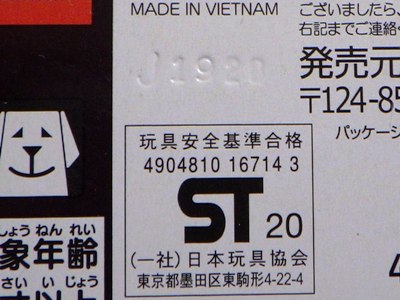 MADE IN VIETNAM
ございましたら、
右記までご連絡
発売元
〒124-85
パッケージ
玩具安全基準合格
4904810 16714 3
ST 20
(一社)日本玩具協会
東京都墨田区東駒形4-22-4
しょう ねん れい
象年齢
さい い じょう